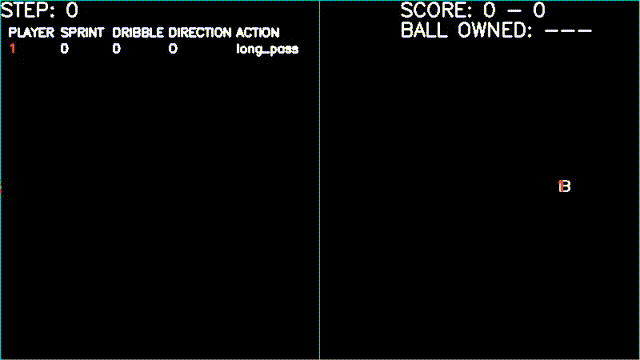 STEP: 0
SCORE: 0 - 0
BALL OWNED: ---
PLAYER SPRINT DRIBBLE DIRECTION ACTION
1 0 0 0 long_pass
B